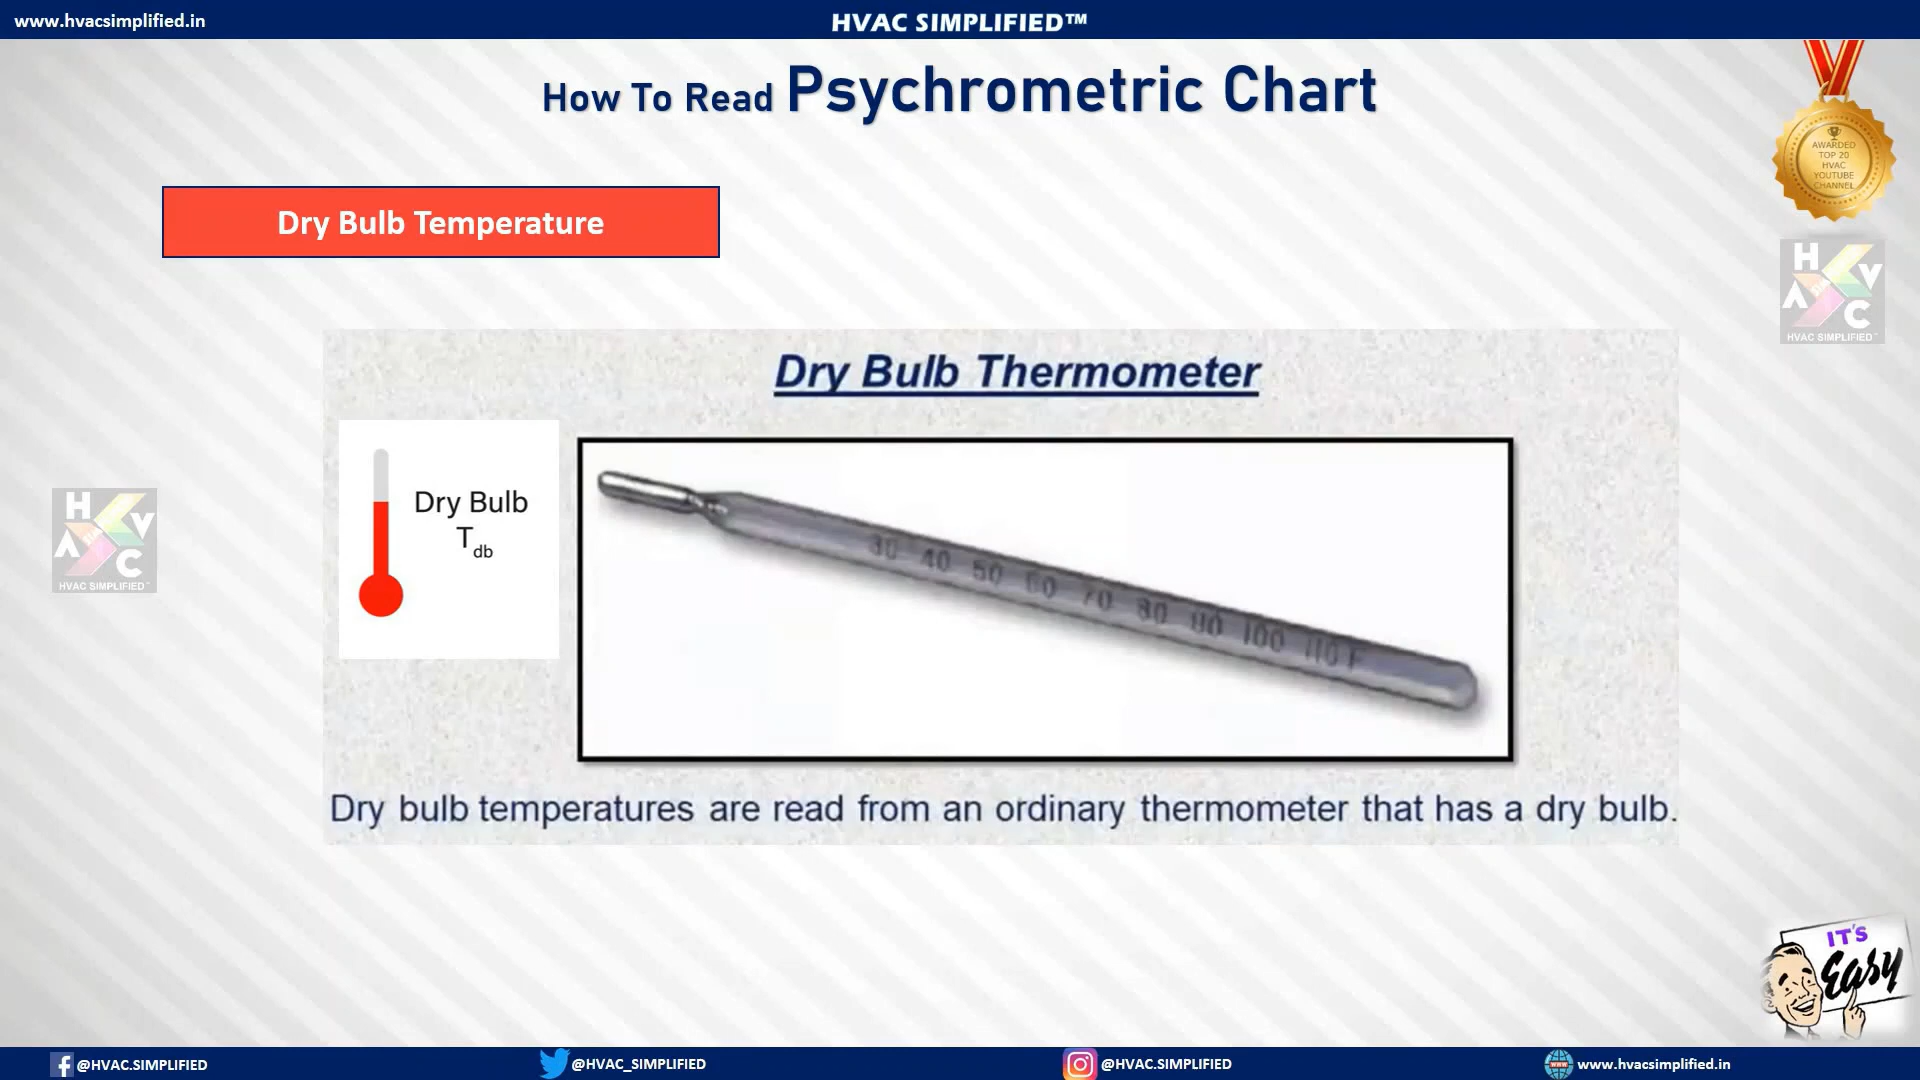 www.hvacsimplified.in
HVAC SIMPLIFIED™
How To Read Psychrometric Chart
AWARDED
TOP 20
HVAC
YOUTUBE
CHANNEL
Dry Bulb Temperature
H V A C
HVAC SIMPLIFIED™
Dry Bulb Thermometer
Dry Bulb
Tdb
30 40 50 60 70 80 90 100 110 F
H V A C
HVAC SIMPLIFIED™
Dry bulb temperatures are read from an ordinary thermometer that has a dry bulb.
IT'S
Easy
@HVAC.SIMPLIFIED
@HVAC_SIMPLIFIED
@HVAC.SIMPLIFIED
www.hvacsimplified.in